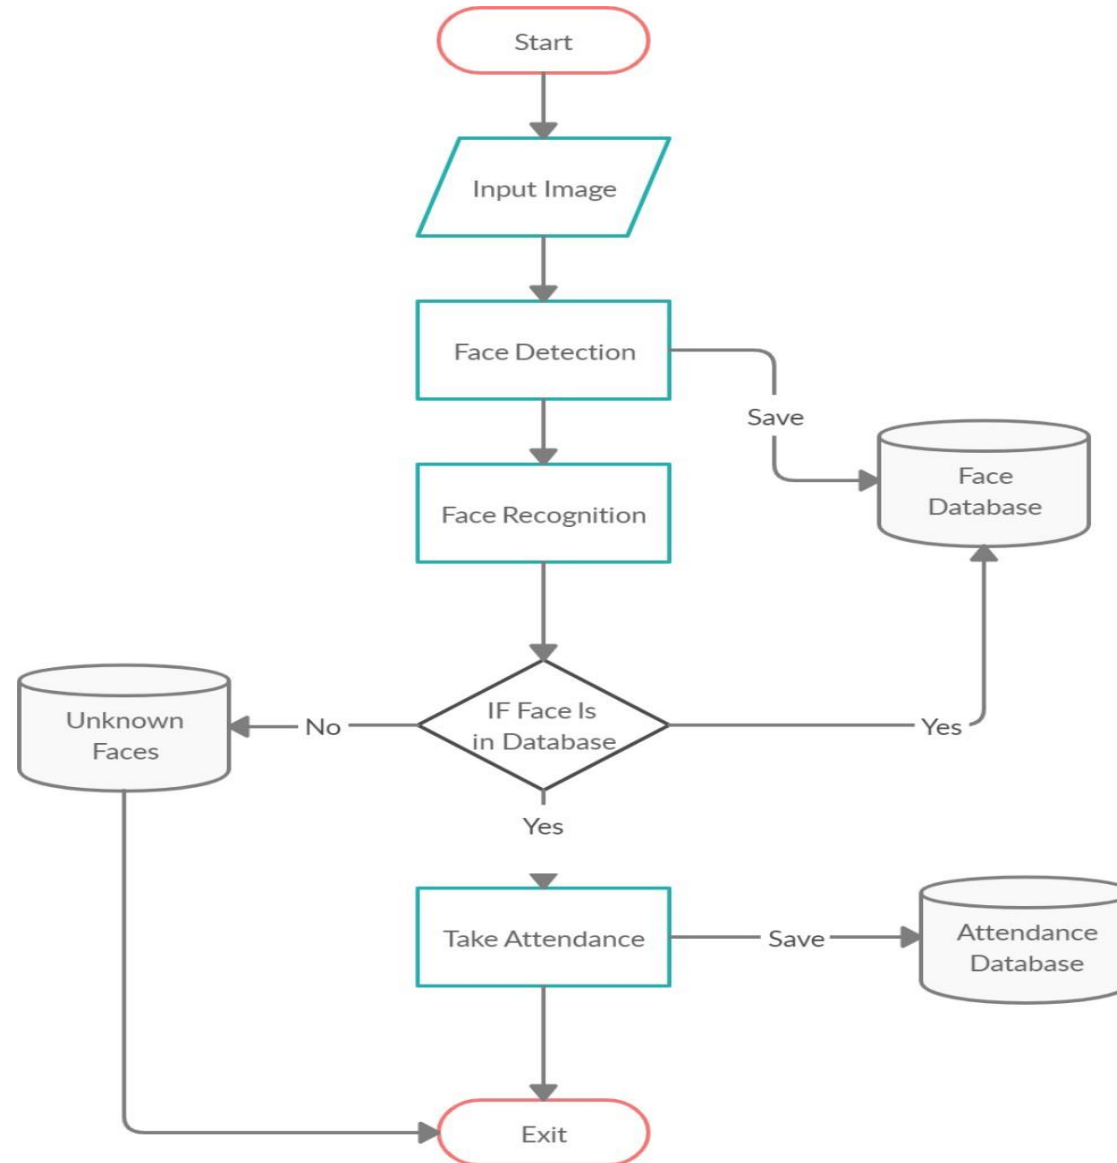 Start
Input Image
Face Detection
Save
Face
Database
Face Recognition
Unknown
Faces
No
IF Face Is
in Database
Yes
Yes
Take Attendance
Save
Attendance
Database
Exit